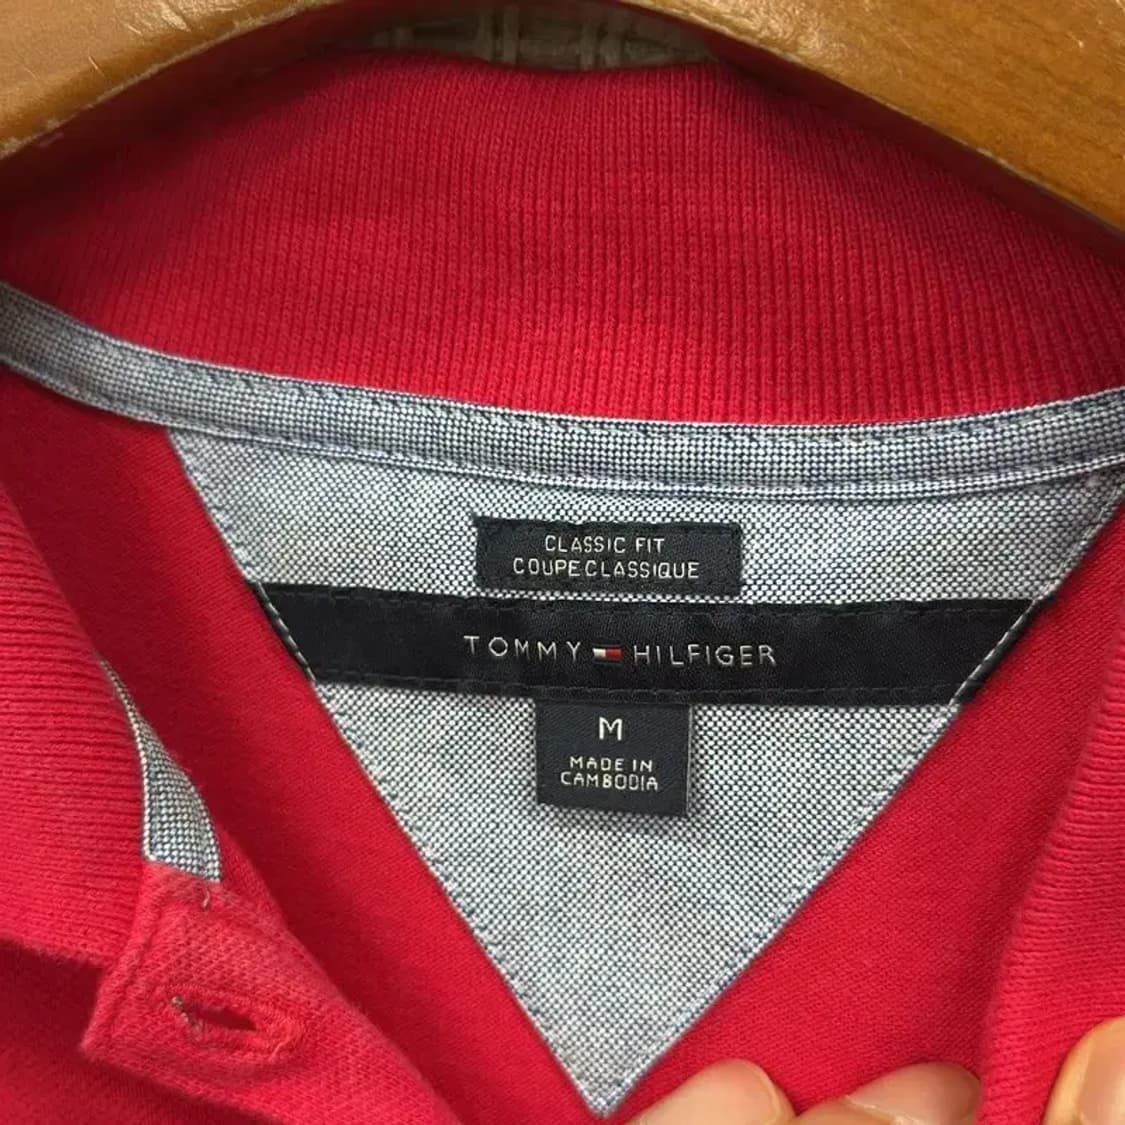 CLASSIC FIT
COUPE CLASSIQUE
TOMMY HILFIGER
M
MADE IN
CAMBODIA